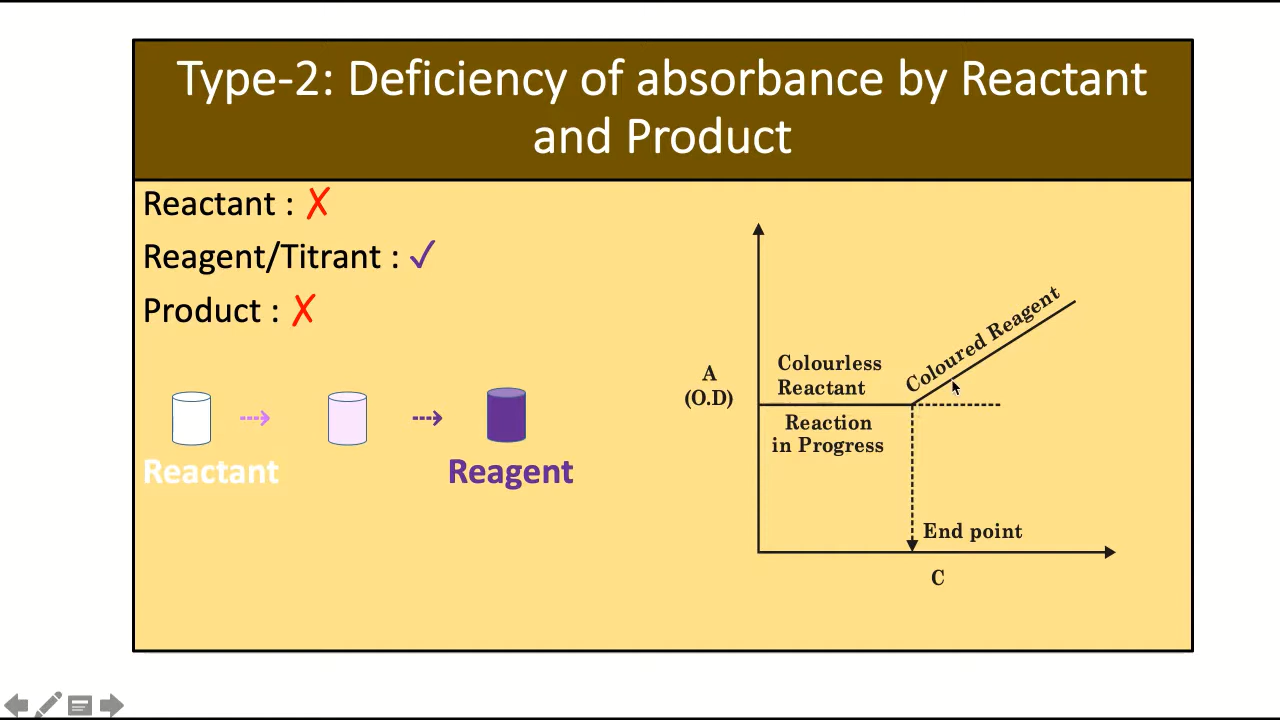 Type-2: Deficiency of absorbance by Reactant
and Product
Reactant : ✗
Reagent/Titrant : ✓
Product : ✗
Reactant
Reagent
A
(O.D)
Colourless
Reactant
Reaction
in Progress
Coloured Reagent
End point
C